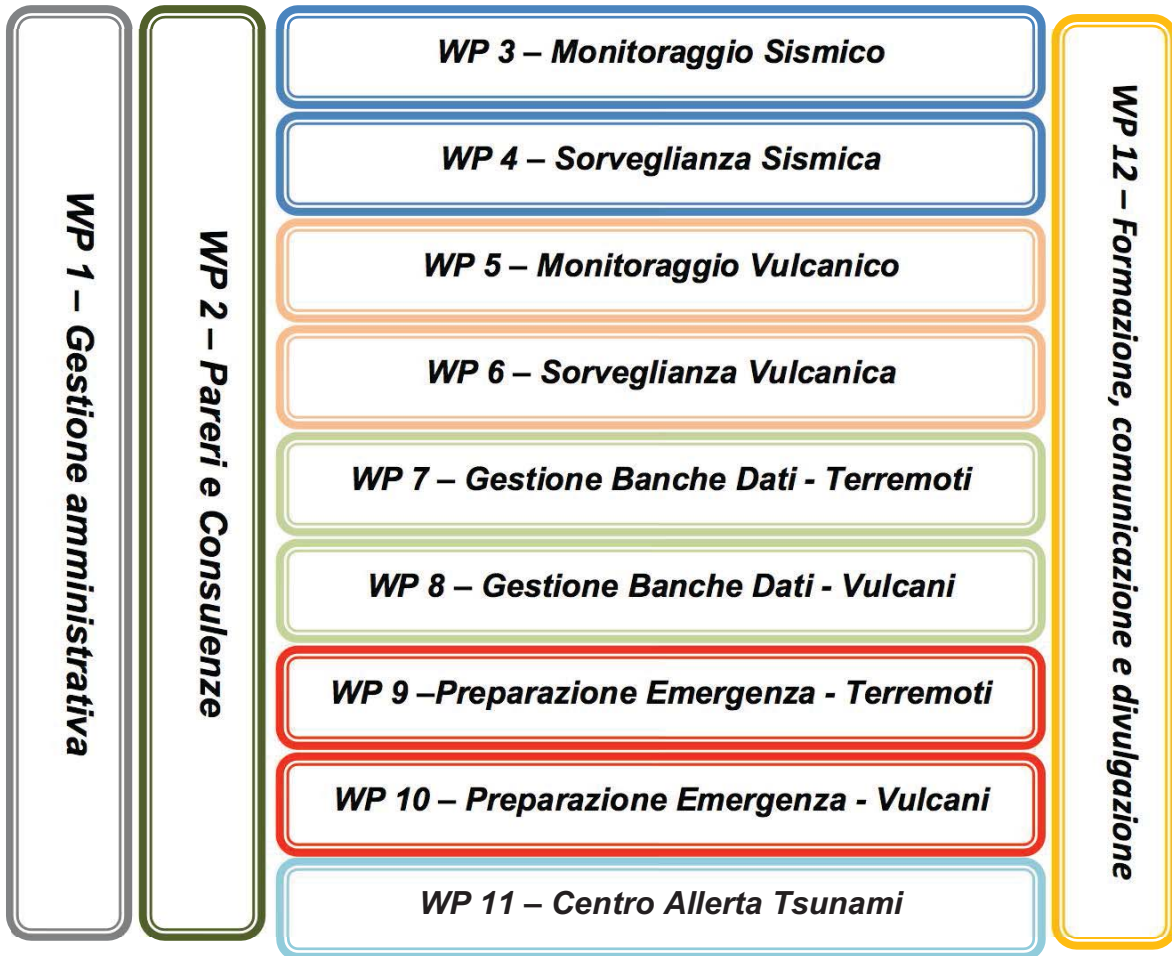 WP 1 – Gestione amministrativa
WP 2 – Pareri e Consulenze
WP 3 – Monitoraggio Sismico
WP 4 – Sorveglianza Sismica
WP 5 – Monitoraggio Vulcanico
WP 6 – Sorveglianza Vulcanica
WP 7 – Gestione Banche Dati - Terremoti
WP 8 – Gestione Banche Dati - Vulcani
WP 9 –Preparazione Emergenza - Terremoti
WP 10 – Preparazione Emergenza - Vulcani
WP 11 – Centro Allerta Tsunami
WP 12 – Formazione, comunicazione e divulgazione